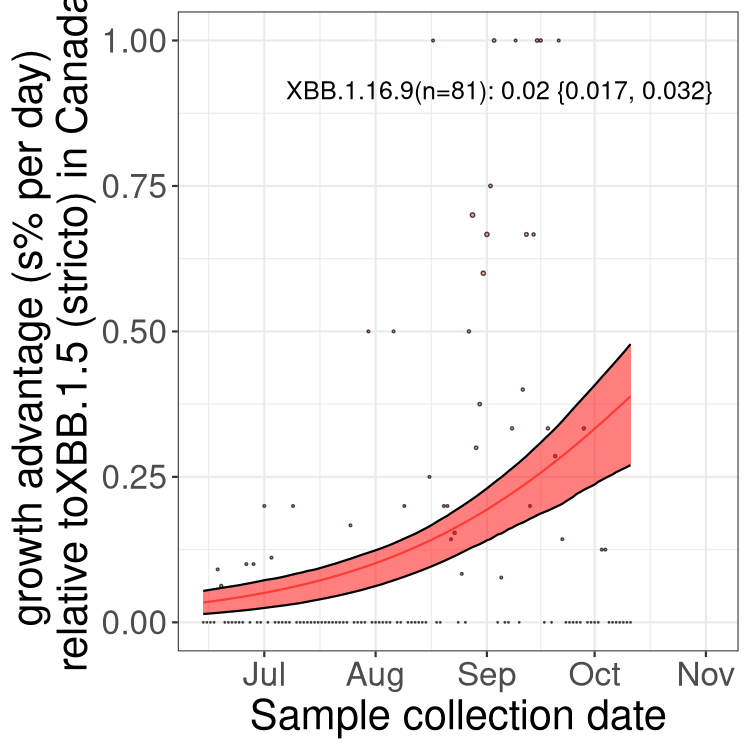 growth advantage (s% per day)
relative toXBB.1.5 (stricto) in Canada
1.00
0.75
0.50
0.25
0.00
XBB.1.16.9(n=81): 0.02 {0.017, 0.032}
Jul Aug Sep Oct Nov
Sample collection date